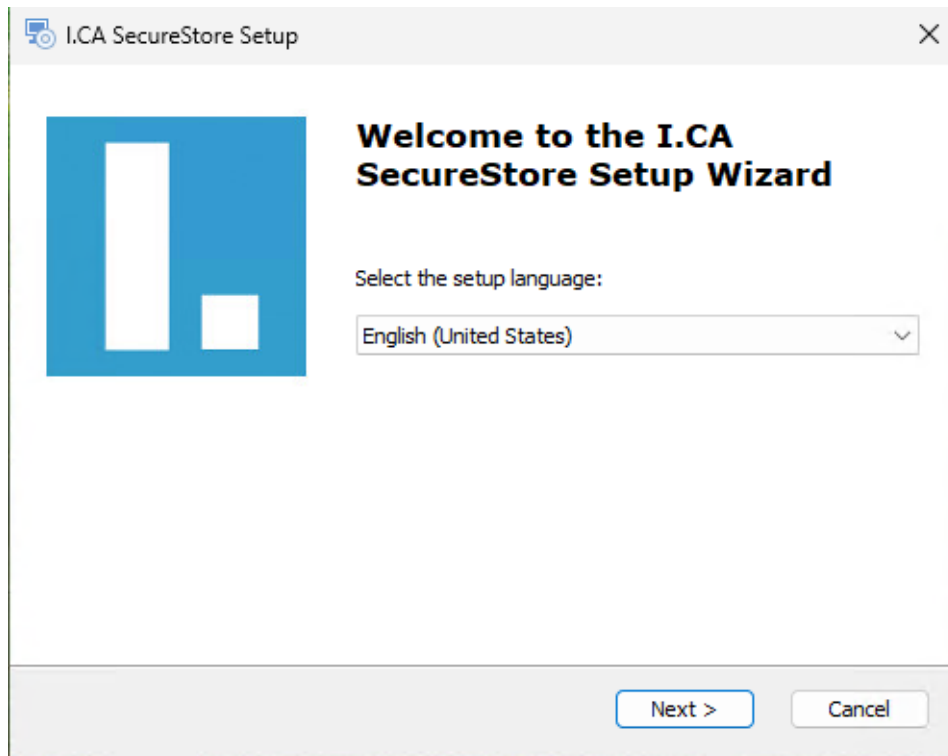 I.CA SecureStore Setup
Welcome to the I.CA
SecureStore Setup Wizard
Select the setup language:
English (United States)
Next >
Cancel